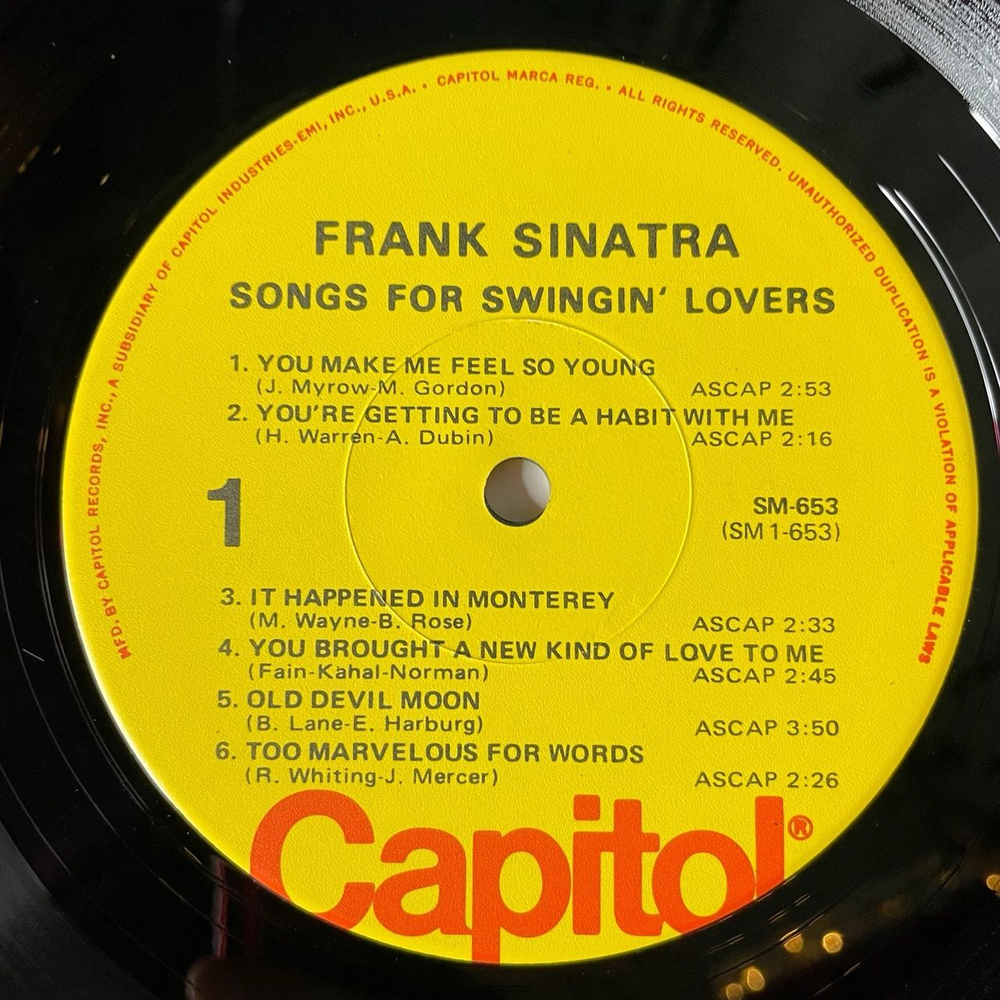 MFD. BY CAPITOL RECORDS, INC., A SUBSIDIARY OF CAPITOL INDUSTRIES-EMI, INC., U.S.A. • CAPITOL MARCA REG. • ALL RIGHTS RESERVED. UNAUTHORIZED DUPLICATION IS A VIOLATION OF APPLICABLE LAWS
FRANK SINATRA
SONGS FOR SWINGIN' LOVERS
1. YOU MAKE ME FEEL SO YOUNG
(J. Myrow-M. Gordon) ASCAP 2:53
2. YOU'RE GETTING TO BE A HABIT WITH ME
(H. Warren-A. Dubin) ASCAP 2:16
1
SM-653
(SM 1-653)
3. IT HAPPENED IN MONTEREY
(M. Wayne-B. Rose) ASCAP 2:33
4. YOU BROUGHT A NEW KIND OF LOVE TO ME
(Fain-Kahal-Norman) ASCAP 2:45
5. OLD DEVIL MOON
(B. Lane-E. Harburg) ASCAP 3:50
6. TOO MARVELOUS FOR WORDS
(R. Whiting-J. Mercer) ASCAP 2:26
Capitol®